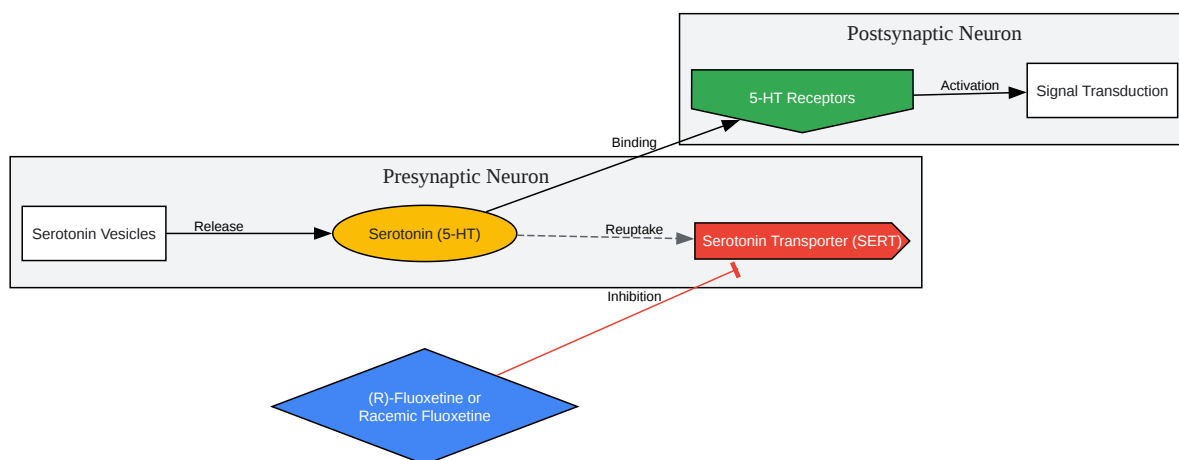 Postsynaptic Neuron
5-HT Receptors
Activation
Signal Transduction
Binding
Presynaptic Neuron
Serotonin Vesicles
Release
Serotonin (5-HT)
Reuptake
Serotonin Transporter (SERT)
Inhibition
(R)-Fluoxetine or
Racemic Fluoxetine